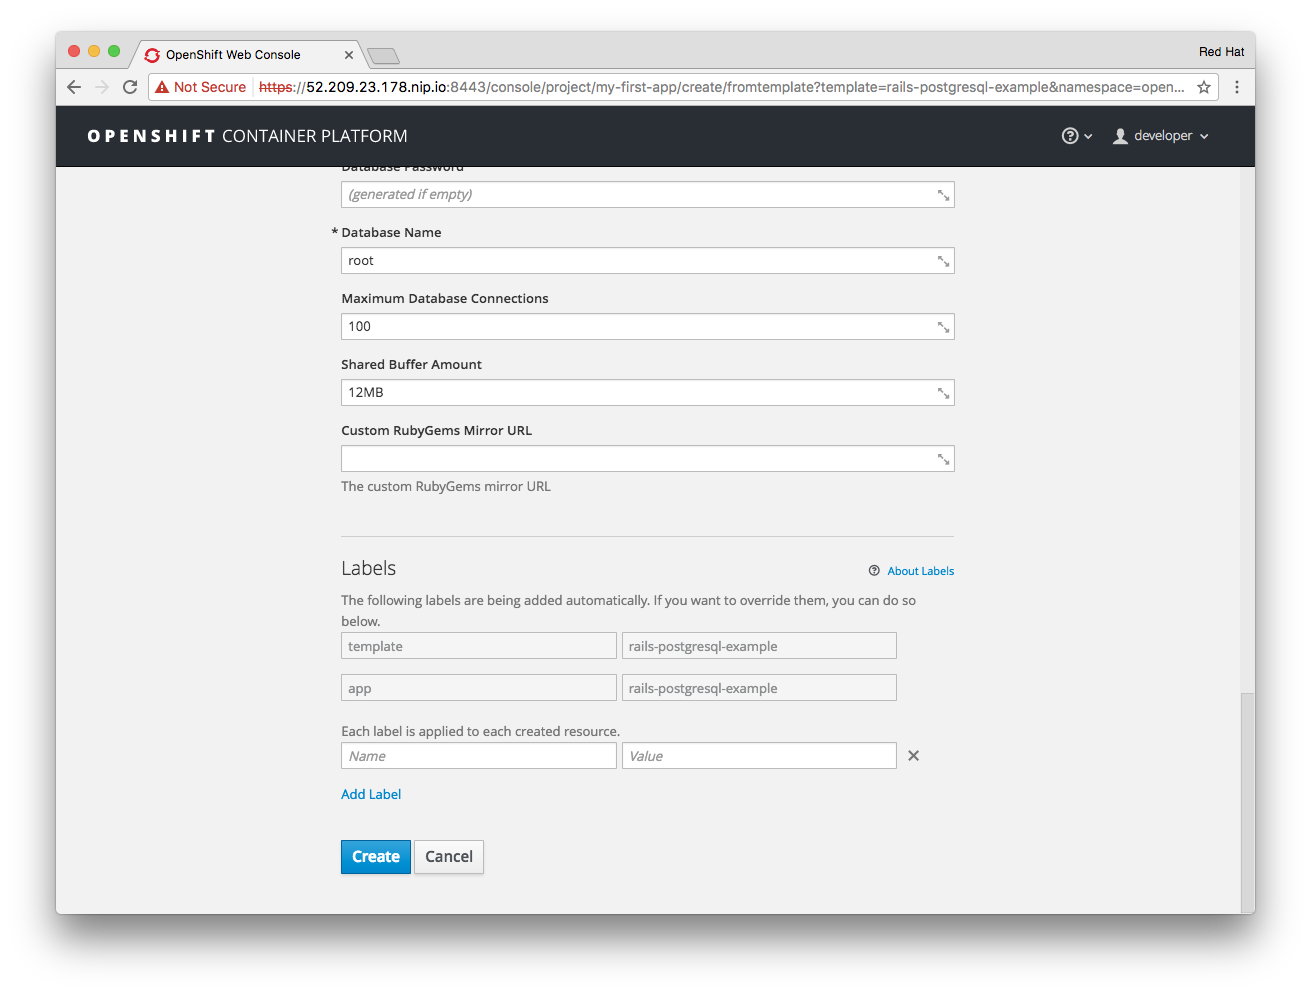 OpenShift Web Console
Red Hat
Not Secure https://52.209.23.178.nip.io:8443/console/project/my-first-app/create/fromtemplate?template=rails-postgresql-example&namespace=open...
OPENSHIFT CONTAINER PLATFORM
developer
Database Password
(generated if empty)
* Database Name
root
Maximum Database Connections
100
Shared Buffer Amount
12MB
Custom RubyGems Mirror URL
The custom RubyGems mirror URL
Labels
About Labels
The following labels are being added automatically. If you want to override them, you can do so
below.
template rails-postgresql-example
app rails-postgresql-example
Each label is applied to each created resource.
Name Value
Add Label
Create Cancel